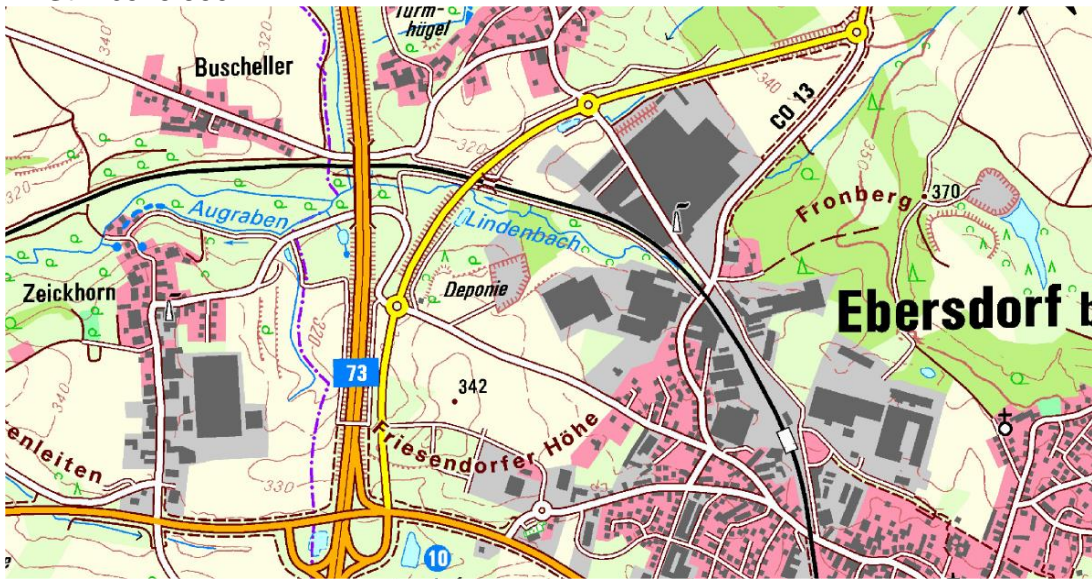 Turm-
hügel
340
320
Buscheller
340
CO 13
350
320
320
370
Fronberg
Augraben
Lindenbach
Zeickhorn
Deponie
Ebersdorf b
320
73
342
340
Friesendorfer Höhe
enleiten
330
10